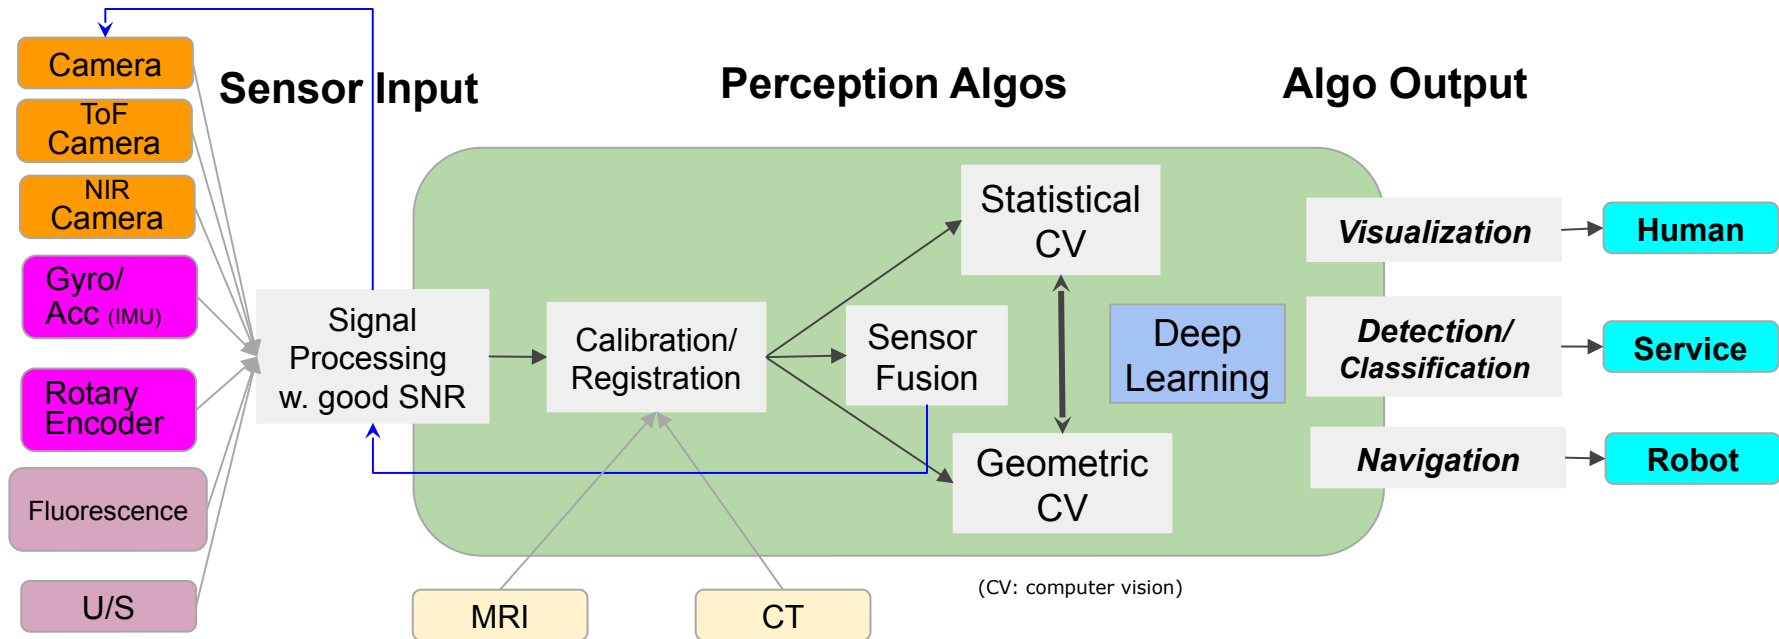 Sensor Input
Perception Algos
Algo Output
Camera
ToF
Camera
NIR
Camera
Gyro/
Acc (IMU)
Rotary
Encoder
Fluorescence
U/S
Signal
Processing
w. good SNR
Calibration/
Registration
MRI
CT
Statistical
CV
Sensor
Fusion
Geometric
CV
Deep
Learning
(CV: computer vision)
Visualization
Detection/
Classification
Navigation
Human
Service
Robot